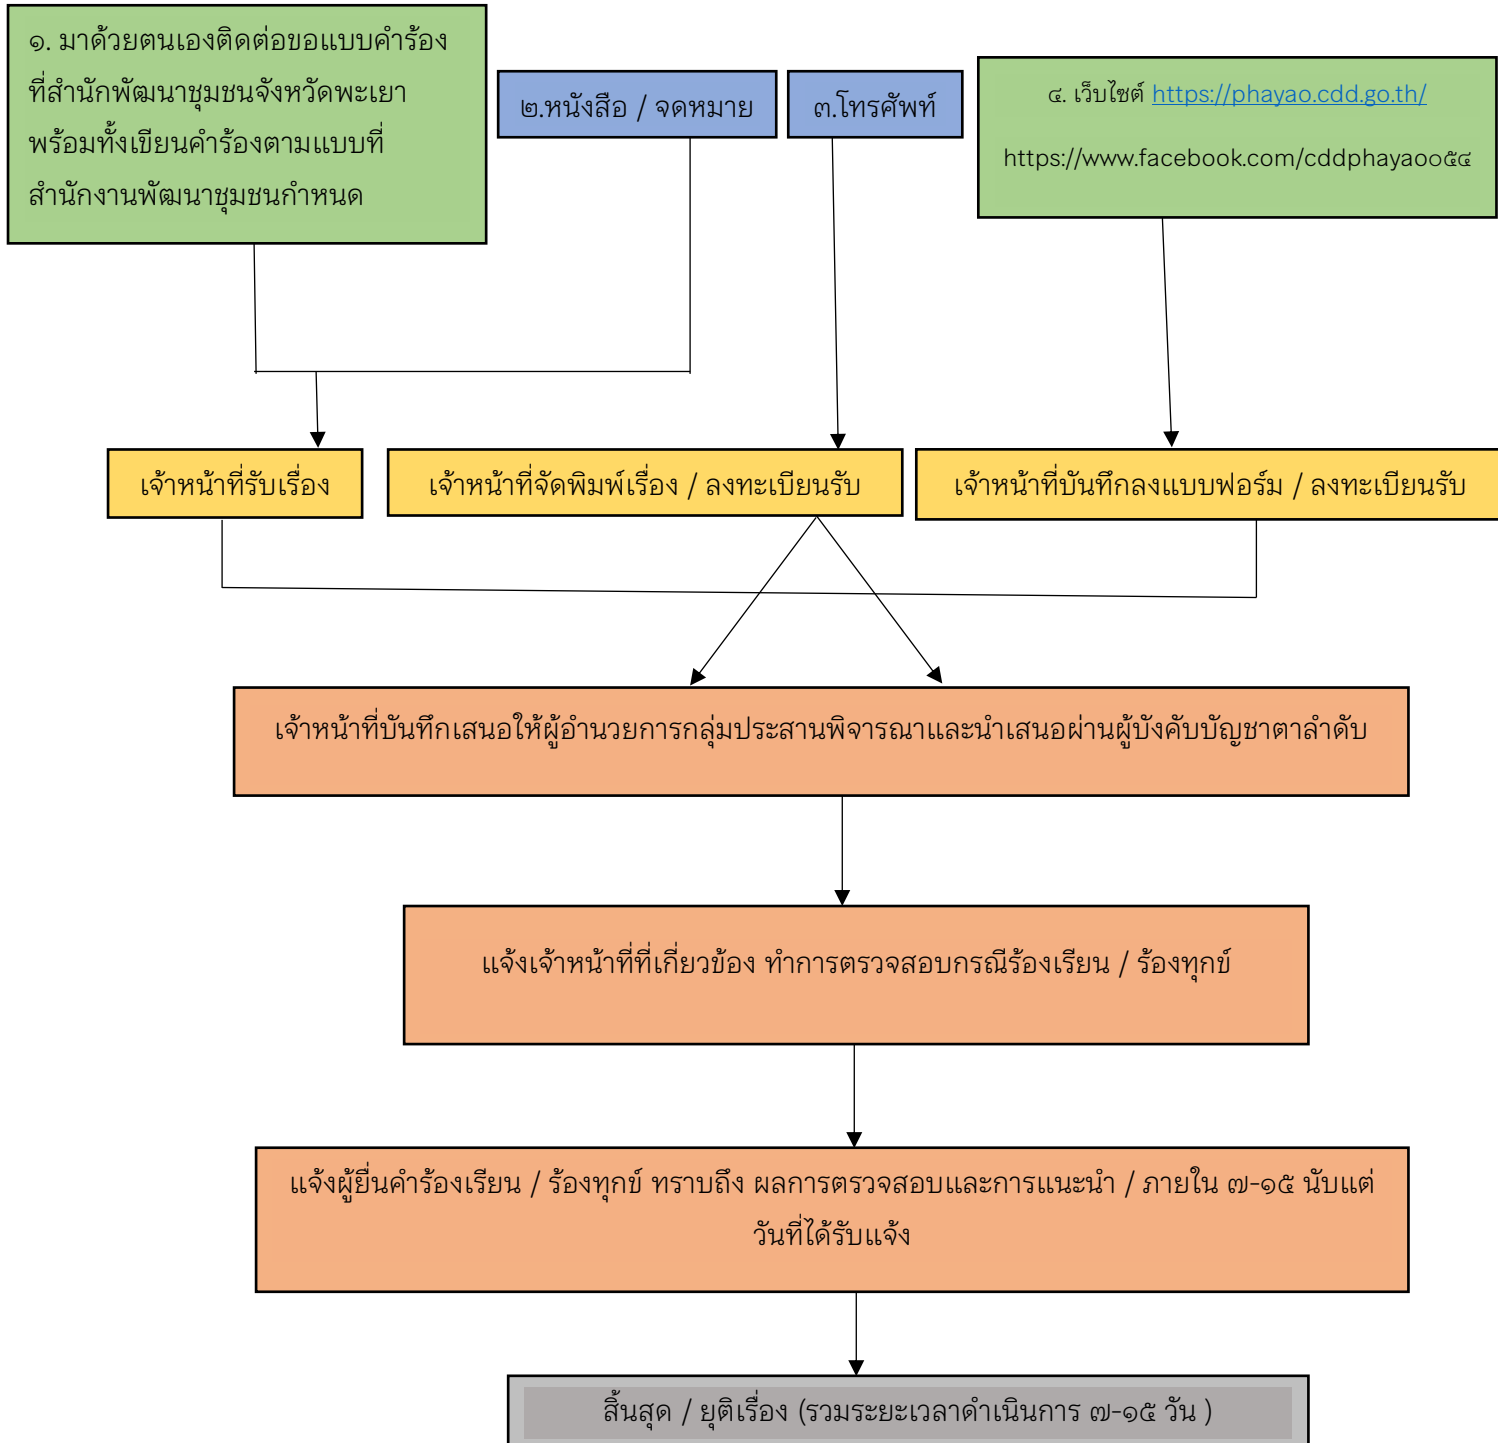 ๑. มาด้วยตนเองติดต่อขอแบบคำร้อง
ที่สำนักพัฒนาชุมชนจังหวัดพะเยา
พร้อมทั้งเขียนคำร้องตามแบบที่
สำนักงานพัฒนาชุมชนกำหนด
๒.หนังสือ / จดหมาย
๓.โทรศัพท์
๔. เว็บไซต์ https://phayao.cdd.go.th/
https://www.facebook.com/cddphayao๐๕๔
เจ้าหน้าที่รับเรื่อง
เจ้าหน้าที่จัดพิมพ์เรื่อง / ลงทะเบียนรับ
เจ้าหน้าที่บันทึกลงแบบฟอร์ม / ลงทะเบียนรับ
เจ้าหน้าที่บันทึกเสนอให้ผู้อำนวยการกลุ่มประสานพิจารณาและนำเสนอผ่านผู้บังคับบัญชาตาลำดับ
แจ้งเจ้าหน้าที่ที่เกี่ยวข้อง ทำการตรวจสอบกรณีร้องเรียน / ร้องทุกข์
แจ้งผู้ยื่นคำร้องเรียน / ร้องทุกข์ ทราบถึง ผลการตรวจสอบและการแนะนำ / ภายใน ๗-๑๕ นับแต่
วันที่ได้รับแจ้ง
สิ้นสุด / ยุติเรื่อง (รวมระยะเวลาดำเนินการ ๗-๑๕ วัน )